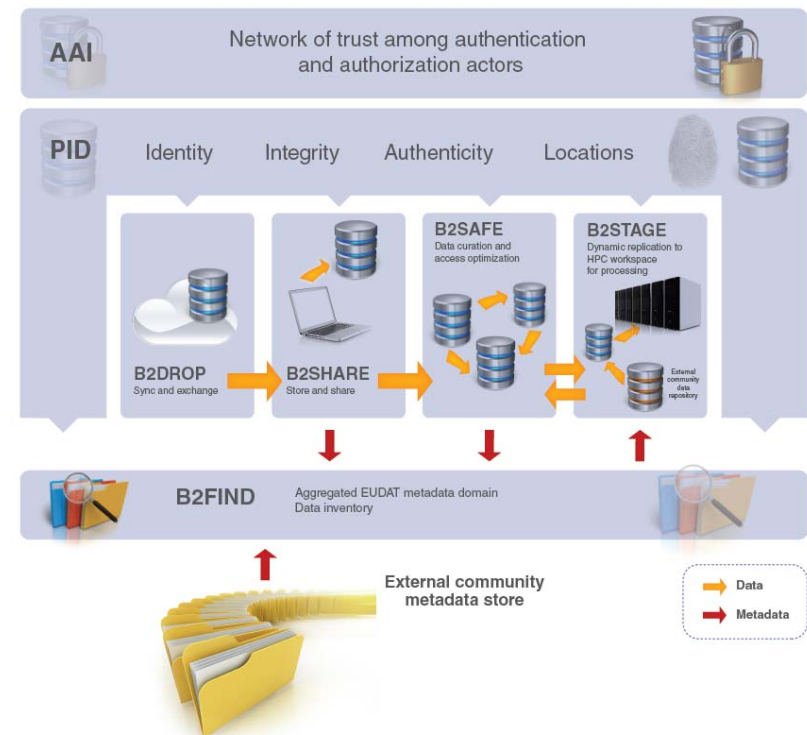 AAI
Network of trust among authentication
and authorization actors
PID
Identity
Integrity
Authenticity
Locations
B2DROP
Sync and exchange
B2SHARE
Store and share
B2SAFE
Data curation and
access optimization
B2STAGE
Dynamic replication to
HPC workspace
for processing
External
community
data
repository
B2FIND
Aggregated EUDAT metadata domain
Data inventory
External community
metadata store
Data
Metadata